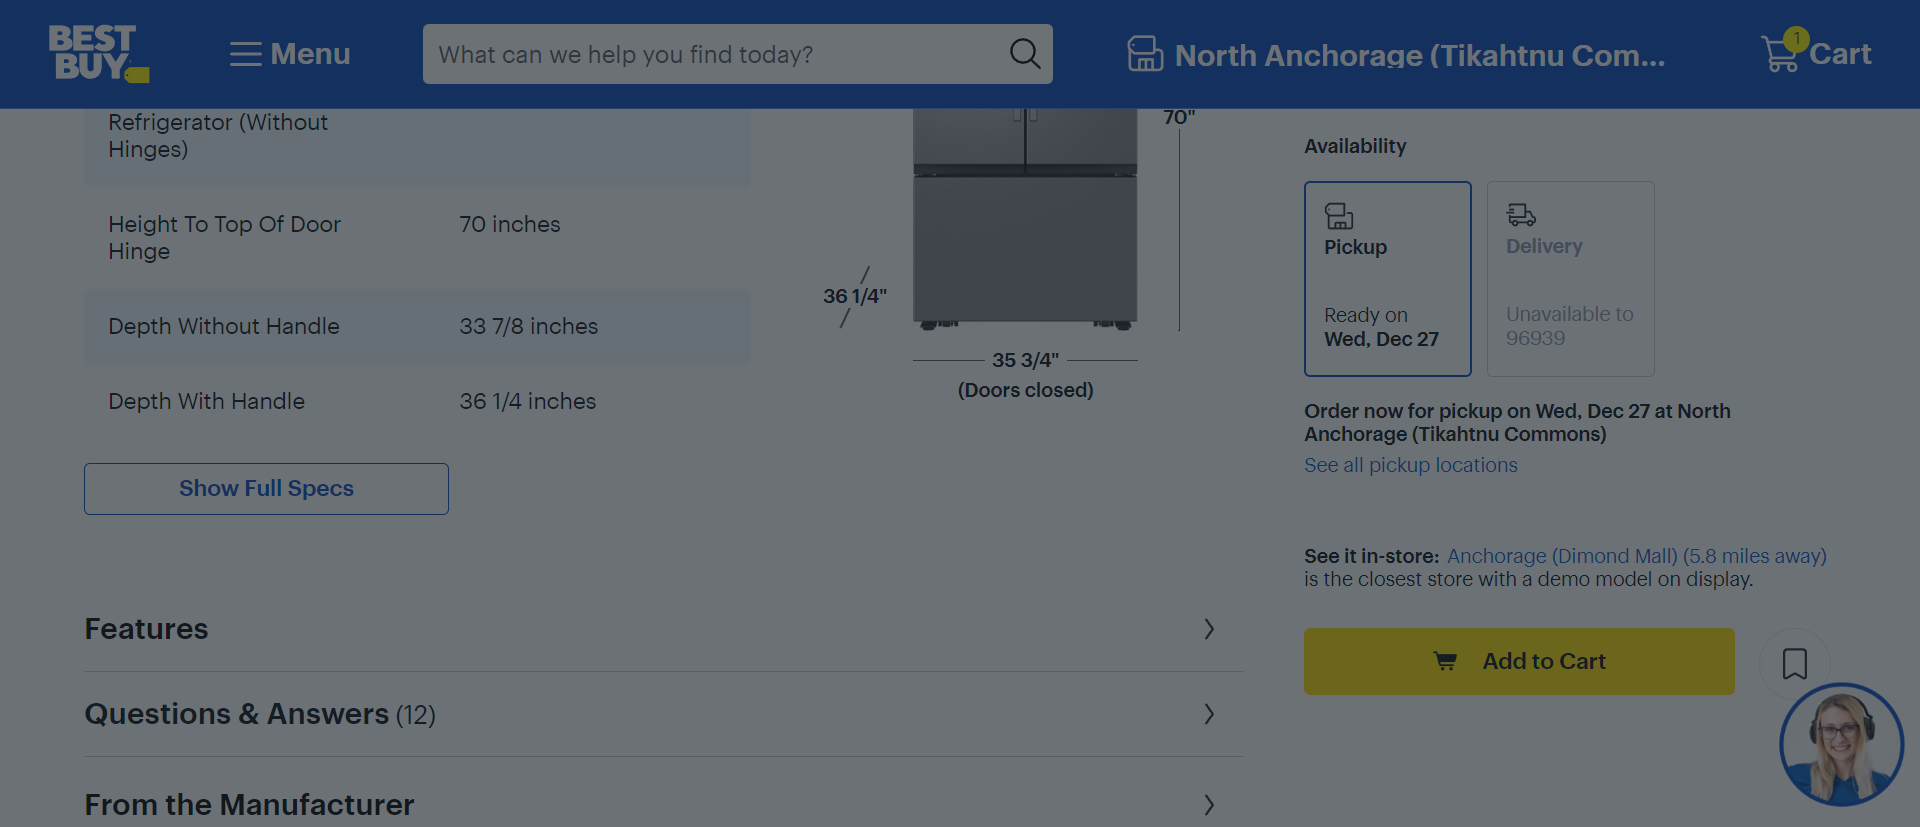 BEST
BUY
Menu
What can we help you find today?
North Anchorage (Tikahtnu Com...
1
Cart
Refrigerator (Without
Hinges)
Height To Top Of Door
Hinge
70 inches
Depth Without Handle
33 7/8 inches
Depth With Handle
36 1/4 inches
Show Full Specs
70"
36 1/4"
35 3/4"
(Doors closed)
Availability
Pickup
Ready on
Wed, Dec 27
Delivery
Unavailable to
96939
Order now for pickup on Wed, Dec 27 at North
Anchorage (Tikahtnu Commons)
See all pickup locations
See it in-store: Anchorage (Dimond Mall) (5.8 miles away)
is the closest store with a demo model on display.
Add to Cart
Features
Questions & Answers (12)
From the Manufacturer